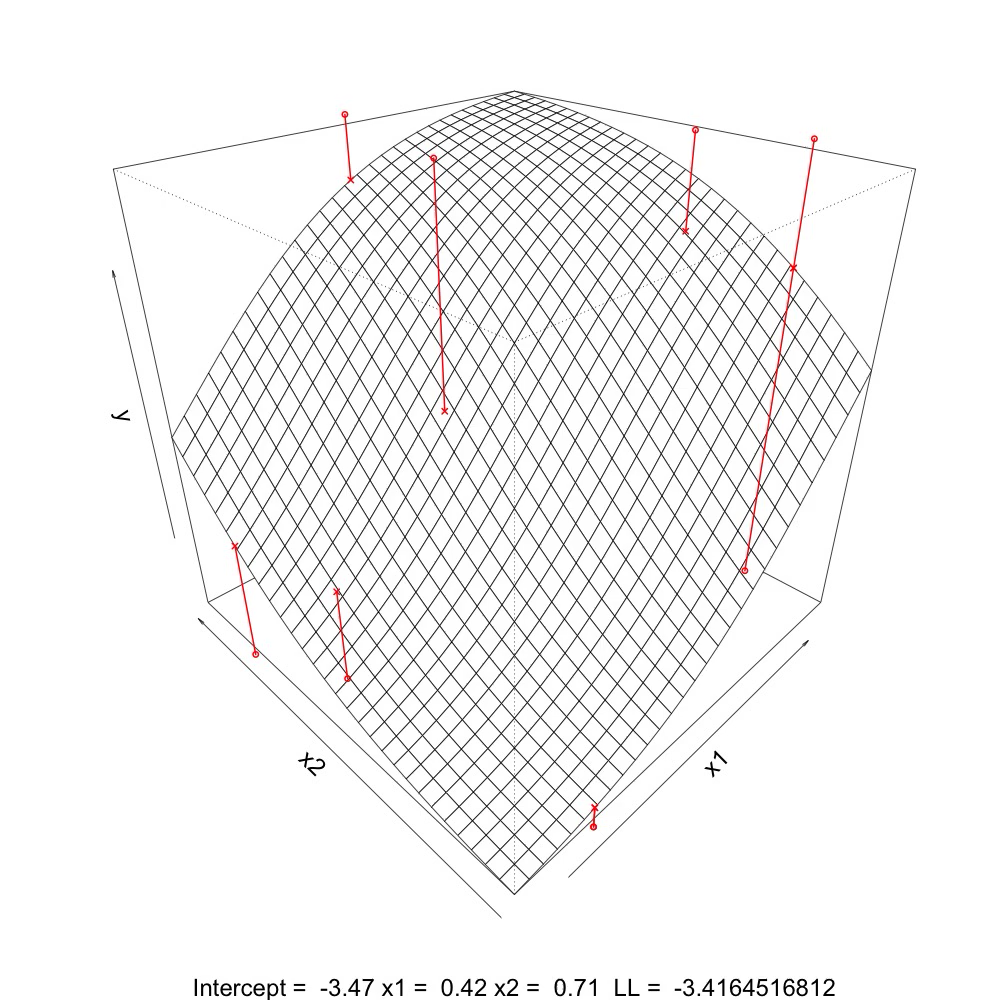 y
x2
x1
Intercept = -3.47 x1 = 0.42 x2 = 0.71 LL = -3.4164516812